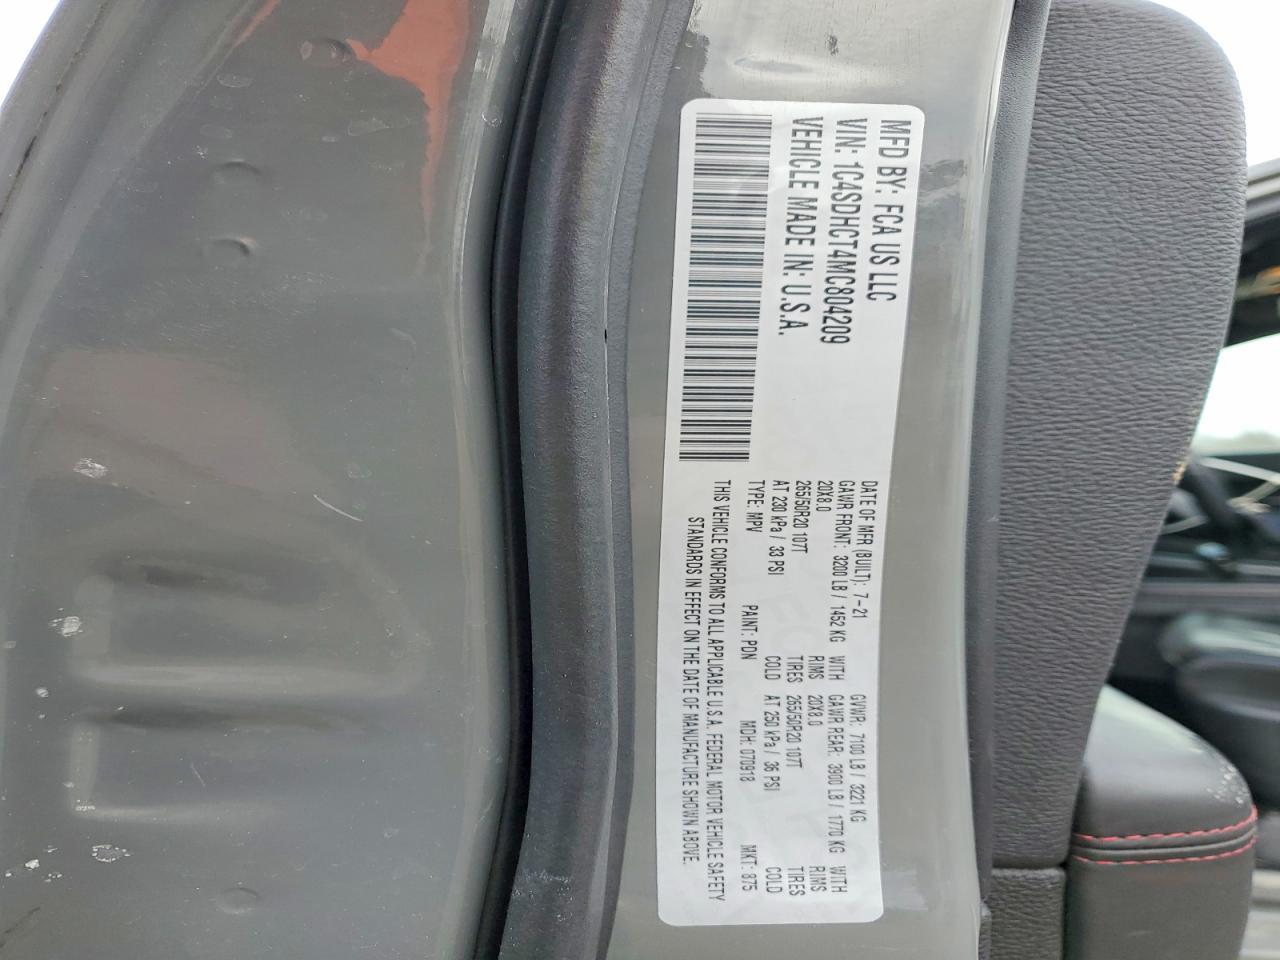 MFD BY: FCA US LLC
VIN: 1C4SDHCT4MC804209
VEHICLE MADE IN: U.S.A.
DATE OF MFR (BUILT): 7-21 GVWR: 7100 LB / 3221 KG
GAWR FRONT: 3200 LB / 1452 KG WITH GAWR REAR: 3900 LB / 1770 KG WITH
20X8.0 RIMS 20X8.0 RIMS
265/50R20 107T TIRES 265/50R20 107T TIRES
AT 230 kPa / 33 PSI COLD AT 250 kPa / 36 PSI COLD
TYPE: MPV PAINT: PDN MDH: 070918 MKT: 875
THIS VEHICLE CONFORMS TO ALL APPLICABLE U.S.A. FEDERAL MOTOR VEHICLE SAFETY
STANDARDS IN EFFECT ON THE DATE OF MANUFACTURE SHOWN ABOVE.